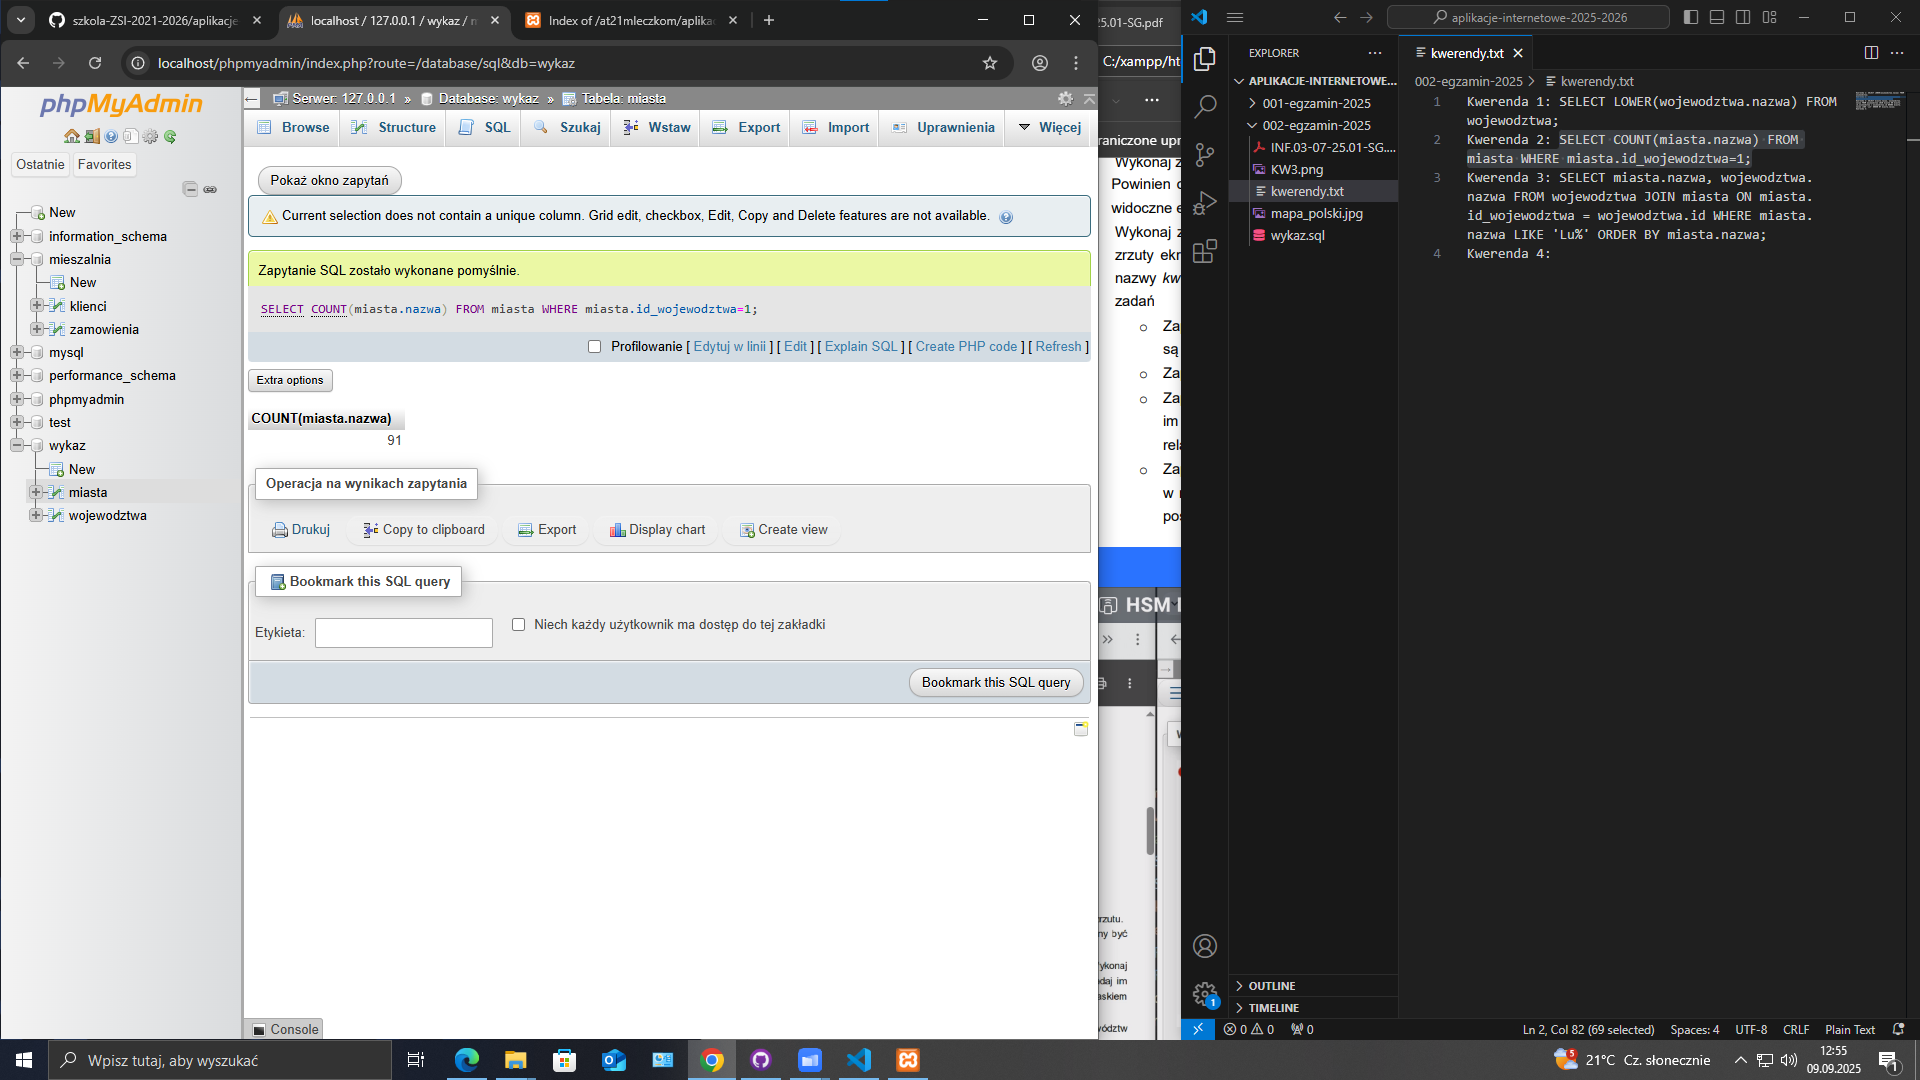 szkola-ZSI-2021-2026/aplikacje
localhost / 127.0.0.1 / wykaz / m
Index of /at21mleczkom/aplika
localhost/phpmyadmin/index.php?route=/database/sql&db=wykaz
phpMyAdmin
Ostatnie
Favorites
New
information_schema
mieszalnia
New
klienci
zamowienia
mysql
performance_schema
phpmyadmin
test
wykaz
New
miasta
wojewodztwa
Serwer: 127.0.0.1 » Database: wykaz » Tabela: miasta
Browse
Structure
SQL
Szukaj
Wstaw
Export
Import
Uprawnienia
Więcej
Pokaż okno zapytań
Current selection does not contain a unique column. Grid edit, checkbox, Edit, Copy and Delete features are not available.
Zapytanie SQL zostało wykonane pomyślnie.
SELECT COUNT(miasta.nazwa) FROM miasta WHERE miasta.id_wojewodztwa=1;
Profilowanie [ Edytuj w linii ] [ Edit ] [ Explain SQL ] [ Create PHP code ] [ Refresh ]
Extra options
COUNT(miasta.nazwa)
91
Operacja na wynikach zapytania
Drukuj
Copy to clipboard
Export
Display chart
Create view
Bookmark this SQL query
Etykieta:
Niech każdy użytkownik ma dostęp do tej zakładki
Bookmark this SQL query
Console
25.01-SG.pdf
C:/xampp/ht
raniczone upr
Wykonaj z
Powinien
widoczne e
Wykonaj z
zrzuty ekr
nazwy kw
zadań
Za
są
Za
Za
im
rela
Za
w
pos
HSM
rzutu.
ny być
Wykonaj
daj im
askiem
wództw
aplikacje-internetowe-2025-2026
EXPLORER
APLIKACJE-INTERNETOWE...
001-egzamin-2025
002-egzamin-2025
INF.03-07-25.01-SG....
KW3.png
kwerendy.txt
mapa_polski.jpg
wykaz.sql
OUTLINE
TIMELINE
kwerendy.txt
002-egzamin-2025 > kwerendy.txt
1 Kwerenda 1: SELECT LOWER(wojewodztwa.nazwa) FROM
wojewodztwa;
2 Kwerenda 2: SELECT COUNT(miasta.nazwa) FROM
miasta WHERE miasta.id_wojewodztwa=1;
3 Kwerenda 3: SELECT miasta.nazwa, wojewodztwa.
nazwa FROM wojewodztwa JOIN miasta ON miasta.
id_wojewodztwa = wojewodztwa.id WHERE miasta.
nazwa LIKE 'Lu%' ORDER BY miasta.nazwa;
4 Kwerenda 4:
1
0 0 0
Ln 2, Col 82 (69 selected)
Spaces: 4
UTF-8
CRLF
Plain Text
Wpisz tutaj, aby wyszukać
5
21°C Cz. słonecznie
12:55
09.09.2025
1